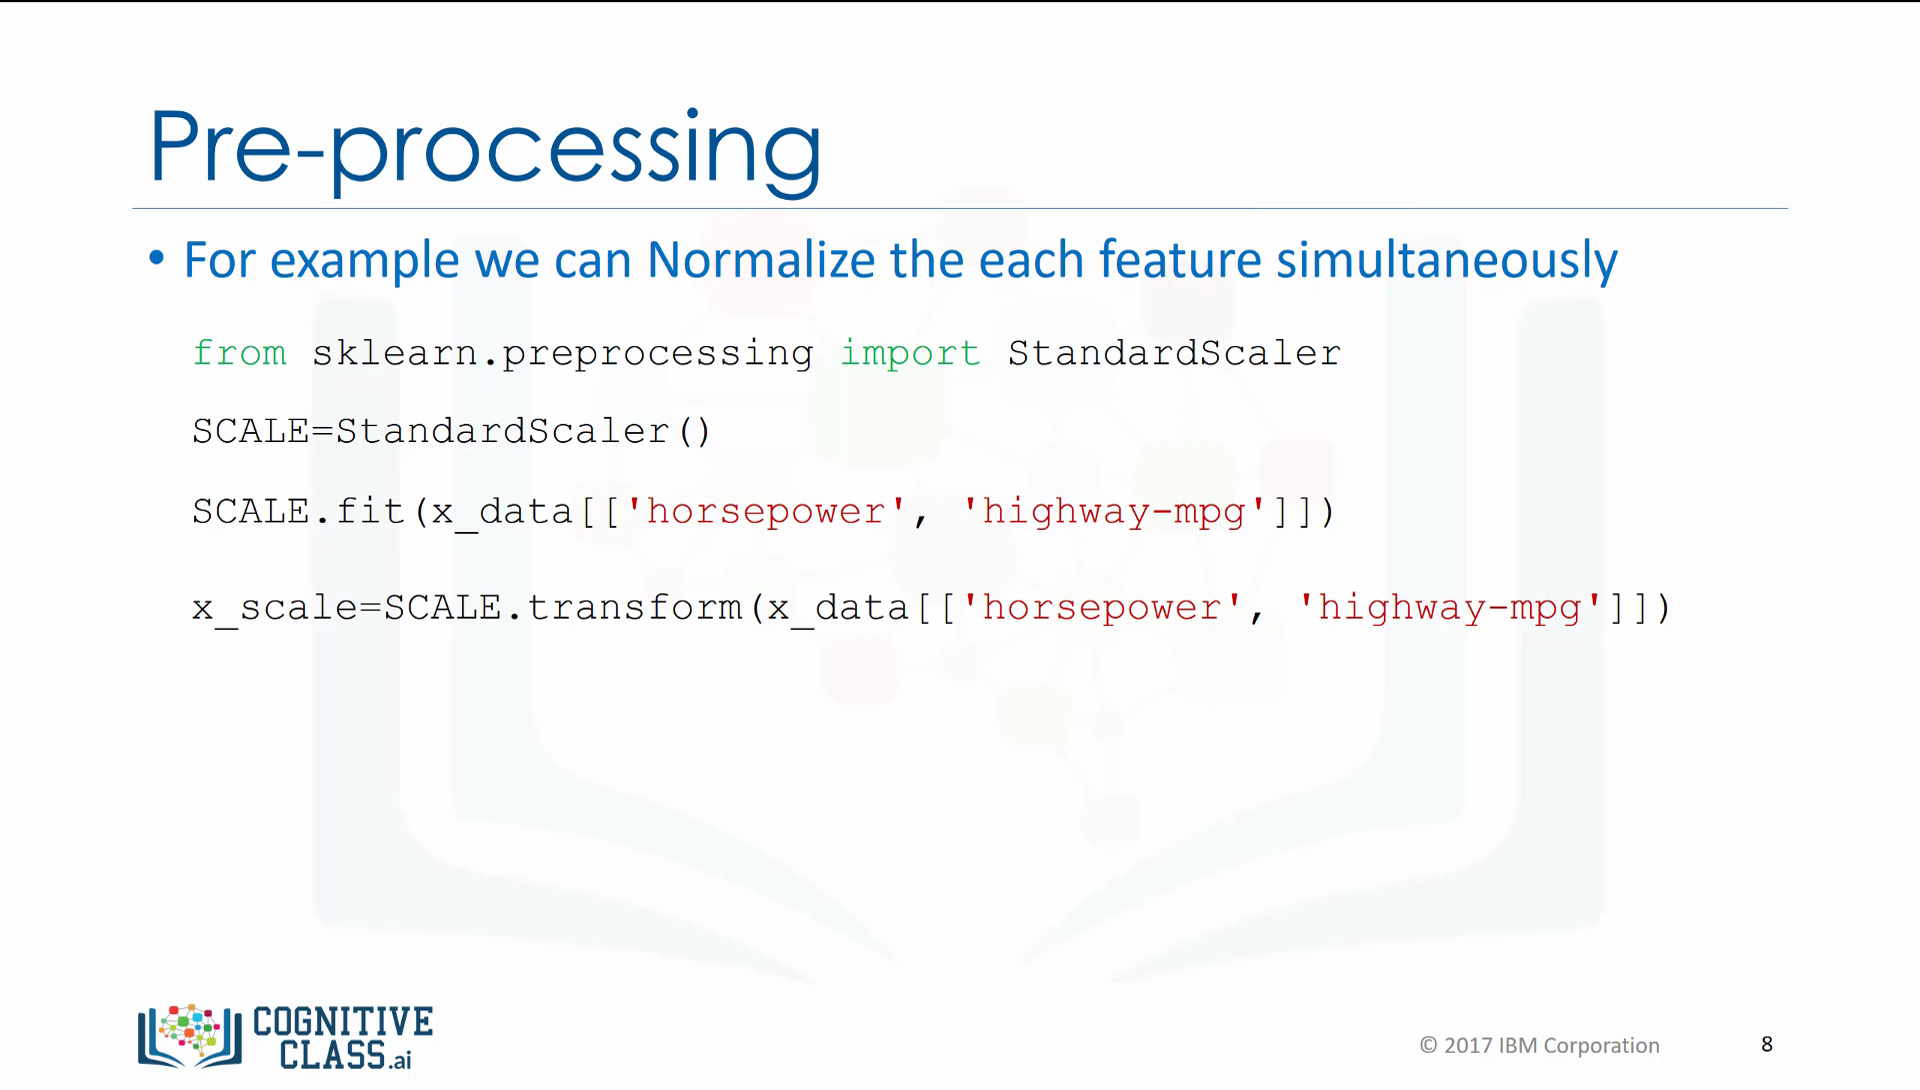 Pre-processing
• For example we can Normalize the each feature simultaneously
from sklearn.preprocessing import StandardScaler
SCALE=StandardScaler()
SCALE.fit(x_data[['horsepower', 'highway-mpg']])
x_scale=SCALE.transform(x_data[['horsepower', 'highway-mpg']])
COGNITIVE
CLASS.ai
© 2017 IBM Corporation 8